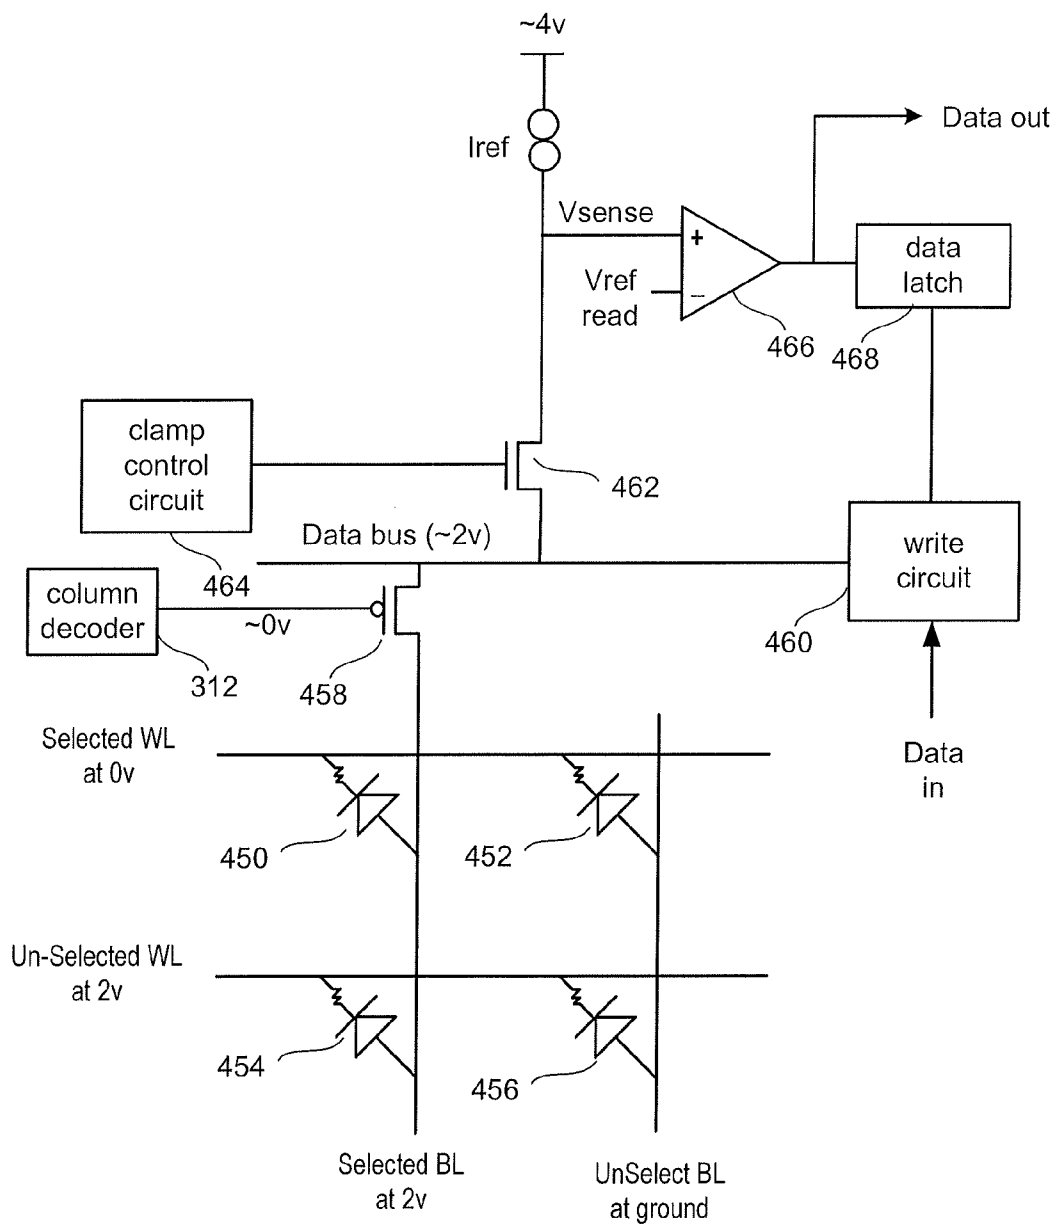 ~4v
Iref
Data out
Vsense
+
Vref
read
−
466
data
latch
468
clamp
control
circuit
464
462
Data bus (~2v)
write
circuit
460
column
decoder
312
~0v
458
Data
in
Selected WL
at 0v
450
452
Un-Selected WL
at 2v
454
456
Selected BL
at 2v
UnSelect BL
at ground